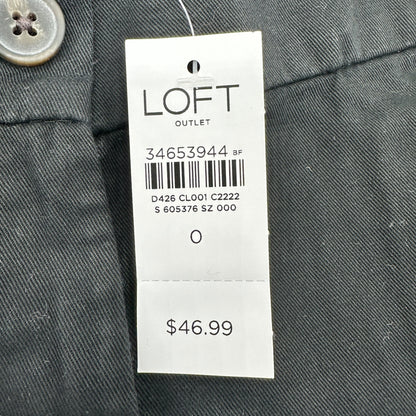 LOFT
OUTLET
34653944 BF
D426 CL001 C2222
S 605376 SZ 000
0
$46.99